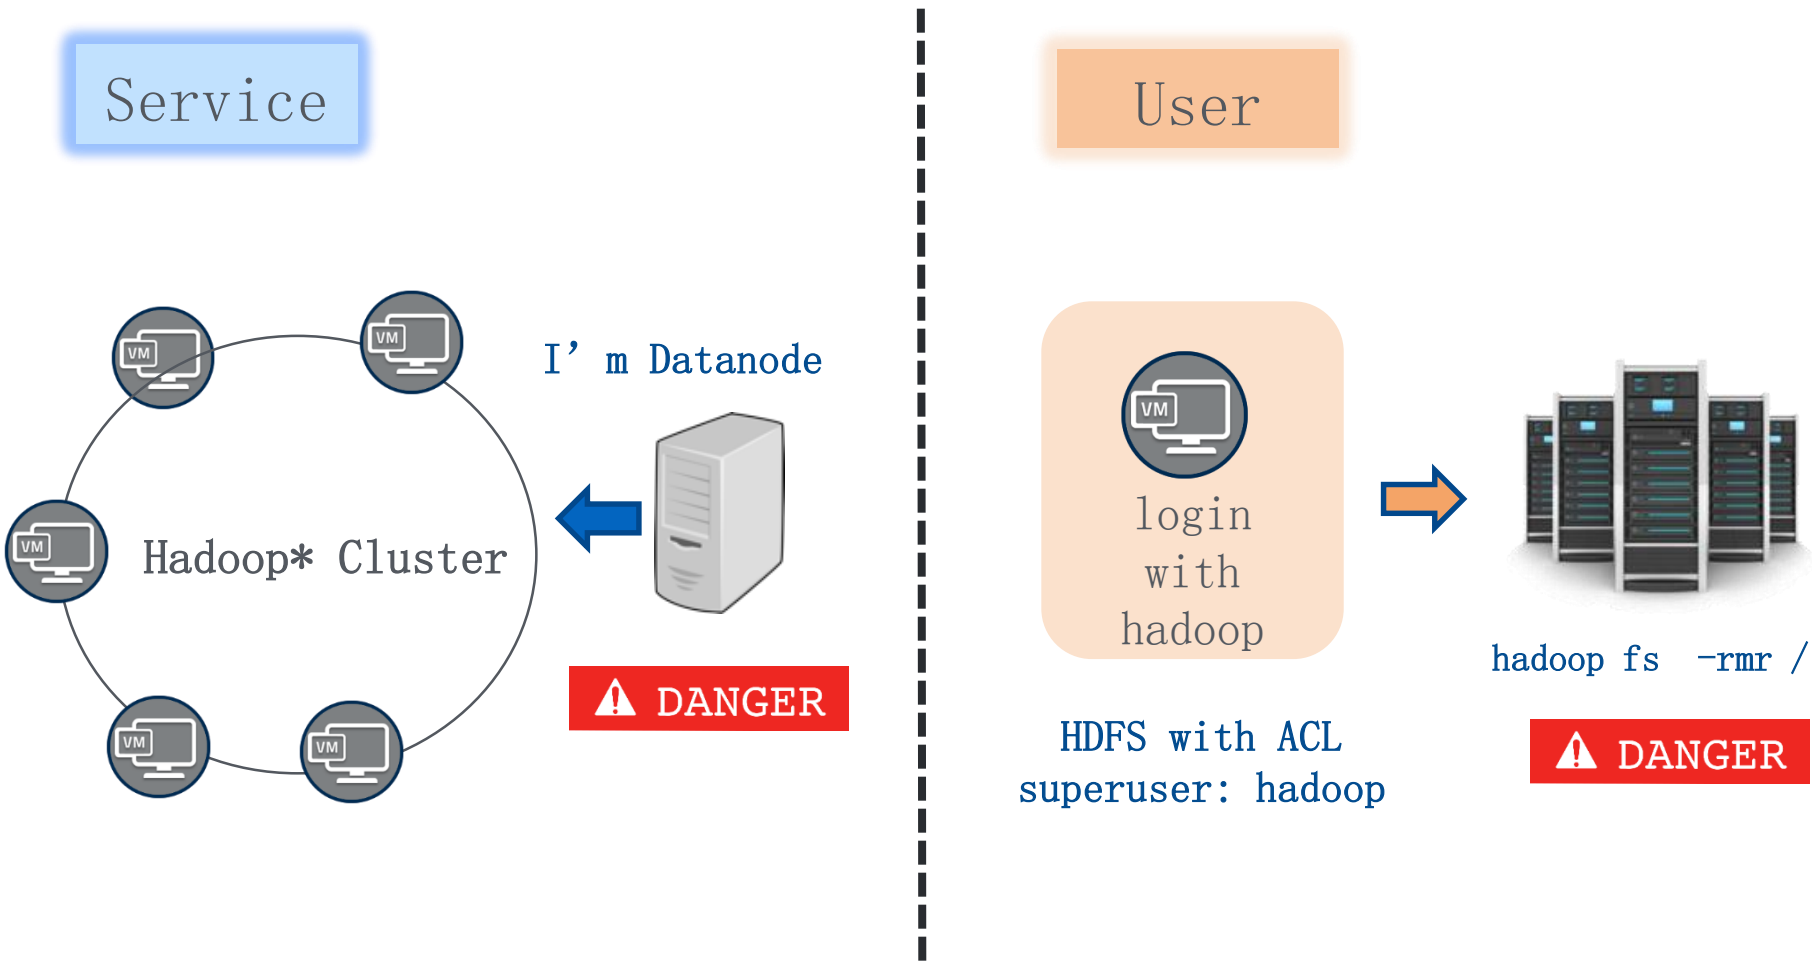 Service
User
VM
VM
I’m Datanode
VM
VM
Hadoop* Cluster
login
with
hadoop
hadoop fs -rmr /
DANGER
VM
VM
HDFS with ACL
superuser: hadoop
DANGER